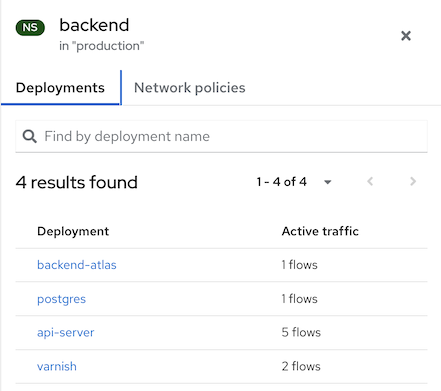 NS backend
in "production"
Deployments Network policies
Find by deployment name
4 results found 1 - 4 of 4
Deployment Active traffic
backend-atlas 1 flows
postgres 1 flows
api-server 5 flows
varnish 2 flows